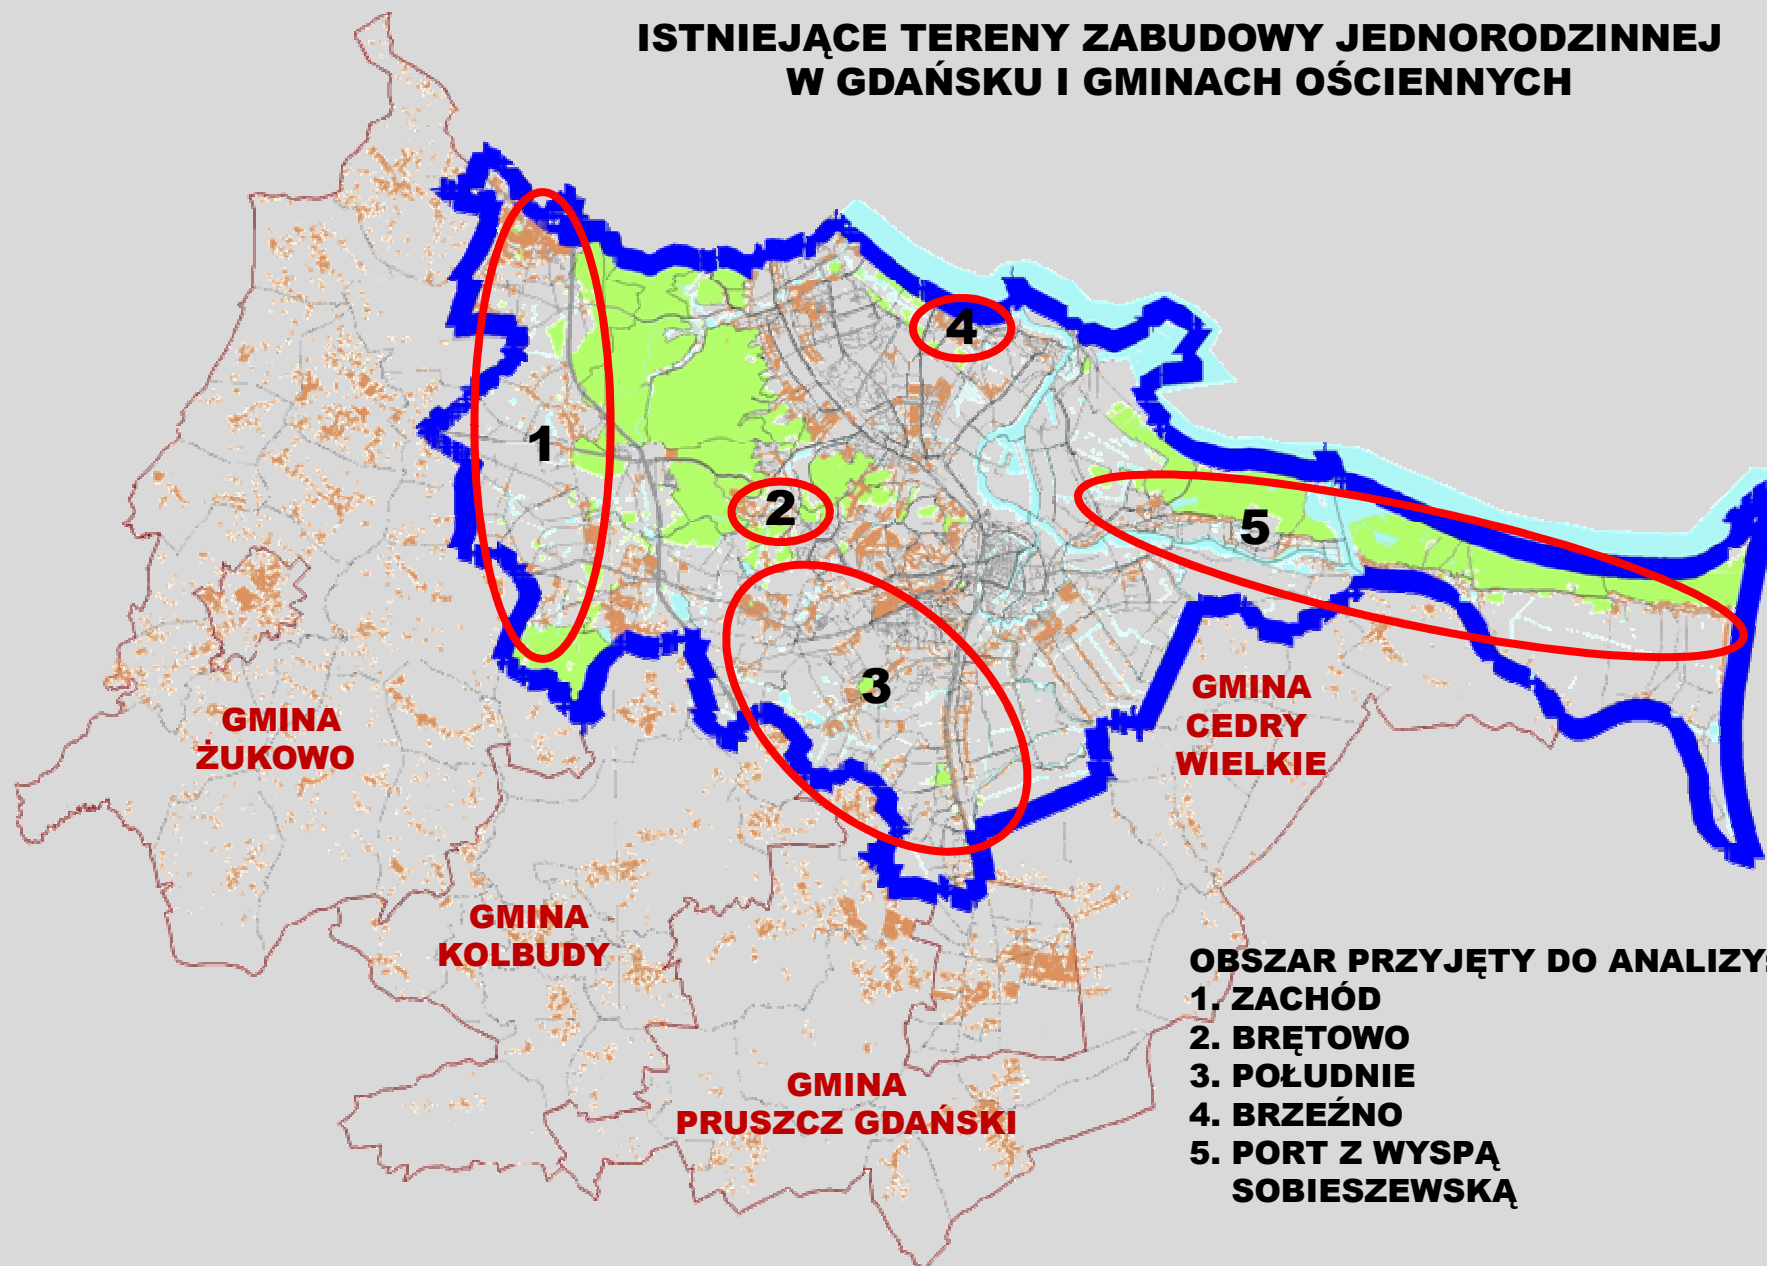 ISTNIEJĄCE TERENY ZABUDOWY JEDNORODZINNEJ
W GDAŃSKU I GMINACH OŚCIENNYCH
4
1
2
5
3
GMINA
ŻUKOWO
GMINA
CEDRY
WIELKIE
GMINA
KOLBUDY
GMINA
PRUSZCZ GDAŃSKI
OBSZAR PRZYJĘTY DO ANALIZY:
1. ZACHÓD
2. BRĘTOWO
3. POŁUDNIE
4. BRZEŹNO
5. PORT Z WYSPĄ
SOBIESZEWSKĄ